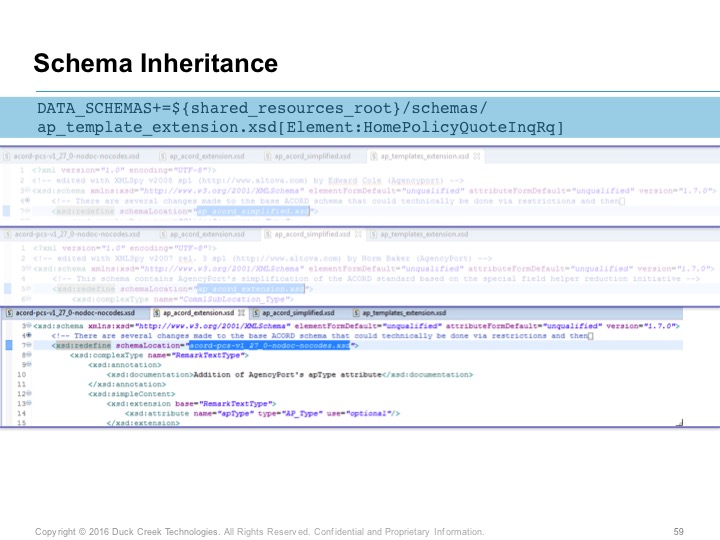 Schema Inheritance
DATA_SCHEMAS+=${shared_resources_root}/schemas/
ap_template_extension.xsd[Element:HomePolicyQuoteInqRq]
acord-pcs-v1_27_0-nodoc-nocodes.xsd ap_acord_extension.xsd ap_acord_simplified.xsd ap_templates_extension.xsd
1 <?xml version="1.0" encoding="UTF-8"?>
2 <!-- edited with XMLSpy v2008 sp1 (http://www.altova.com) by Edward Cole (Agencyport) -->
3 <xsd:schema xmlns:xsd="http://www.w3.org/2001/XMLSchema" elementFormDefault="unqualified" attributeFormDefault="unqualified" version="1.7.0">
4 <!-- There are several changes made to the base ACORD schema that could technically be done via restrictions and then
5 <xsd:redefine schemaLocation="ap_acord_simplified.xsd">
acord-pcs-v1_27_0-nodoc-nocodes.xsd ap_acord_extension.xsd ap_acord_simplified.xsd ap_templates_extension.xsd
1 <?xml version="1.0" encoding="UTF-8"?>
2 <!-- edited with XMLSpy v2007 rel. 3 sp1 (http://www.altova.com) by Norm Baker (AgencyPort) -->
3 <xsd:schema xmlns:xsd="http://www.w3.org/2001/XMLSchema" elementFormDefault="unqualified" attributeFormDefault="unqualified" version="1.7.0">
4 <!-- This schema contains simplification of the ACORD standard based on the special field helper reduction initiative -->
5 <xsd:redefine schemaLocation="ap_acord_extension.xsd">
6 <xsd:complexType name="CommlSubLocation_Type">
acord-pcs-v1_27_0-nodoc-nocodes.xsd ap_acord_extension.xsd ap_acord_simplified.xsd ap_templates_extension.xsd
3 <xsd:schema xmlns:xsd="http://www.w3.org/2001/XMLSchema" elementFormDefault="unqualified" attributeFormDefault="unqualified" version="1.7.0">
4 <!-- There are several changes made to the base ACORD schema that could technically be done via restrictions and then
7 <xsd:redefine schemaLocation="acord-pcs-v1_27_0-nodoc-nocodes.xsd">
8 <xsd:complexType name="RemarkTextType">
9 <xsd:annotation>
10 <xsd:documentation>Addition of AgencyPort's apType attribute</xsd:documentation>
11 </xsd:annotation>
12 <xsd:simpleContent>
13 <xsd:extension base="RemarkTextType">
14 <xsd:attribute name="apType" type="AP_Type" use="optional"/>
15 </xsd:extension>
Copyright © 2016 Duck Creek Technologies. All Rights Reserved. Confidential and Proprietary Information. 59